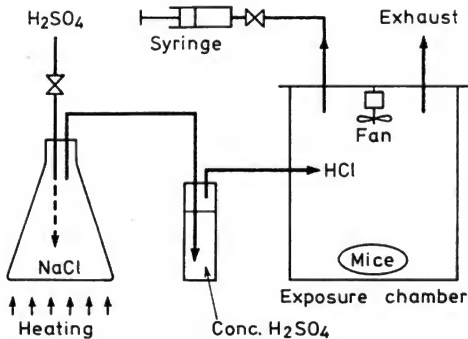 H₂SO₄
Syringe
Exhaust
Fan
HCl
NaCl
Mice
Heating
Conc. H₂SO₄
Exposure chamber